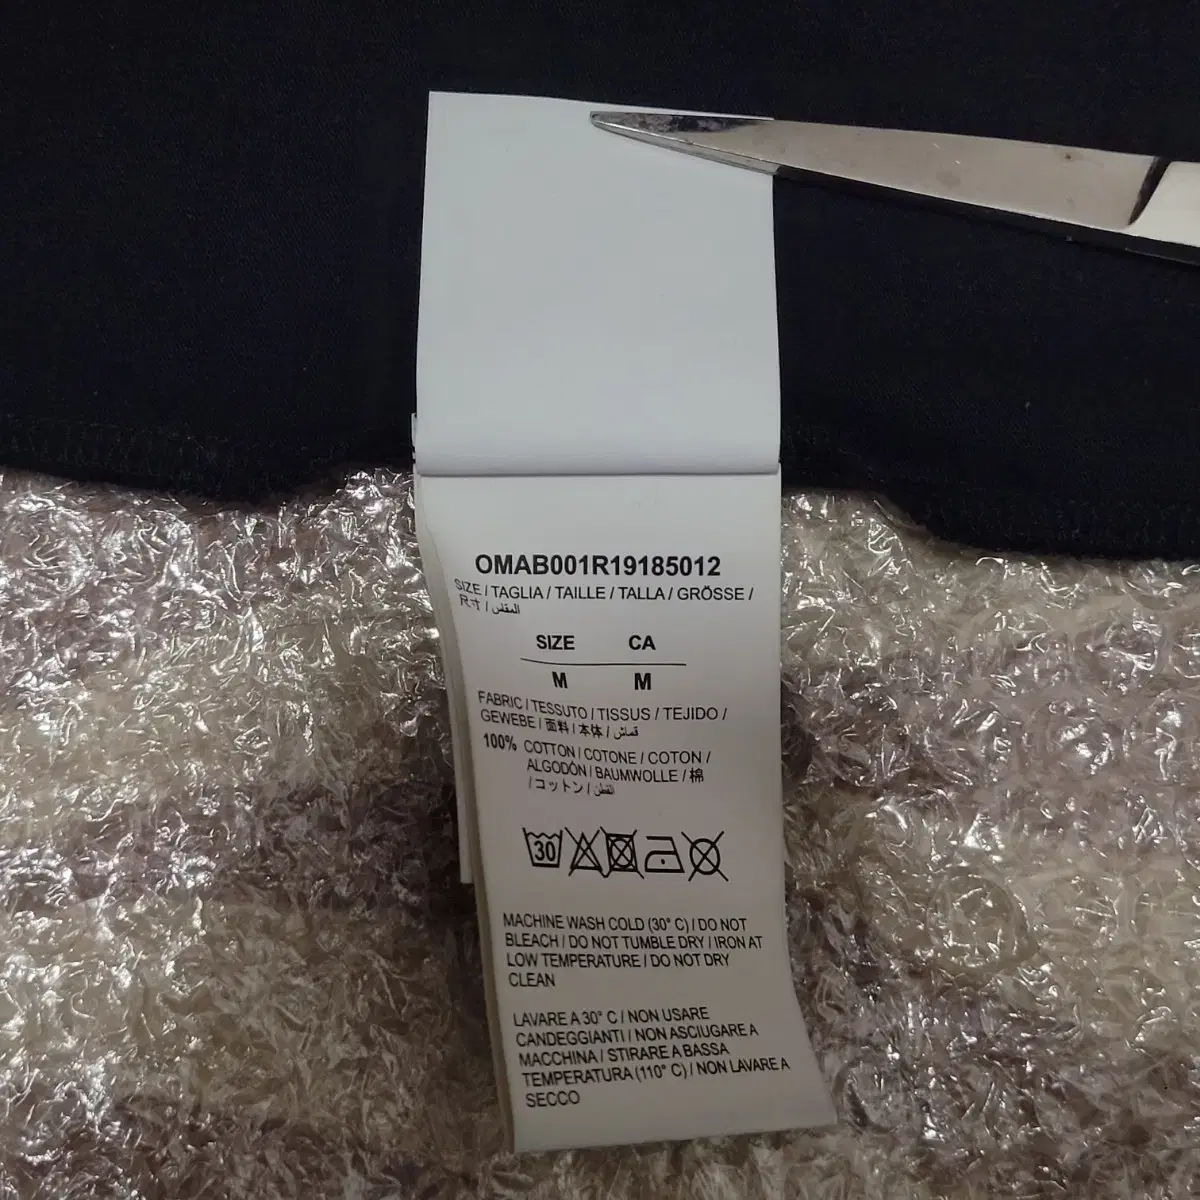 OMAB001R19185012
SIZE / TAGLIA / TAILLE / TALLA / GRÖSSE /
尺寸 / المقاس
SIZE CA
M M
FABRIC / TESSUTO / TISSUS / TEJIDO /
GEWEBE / 面料 / 本体 / قماش
100% COTTON / COTONE / COTON /
ALGODÓN / BAUMWOLLE / 棉
/ コットン / القطن
30
MACHINE WASH COLD (30° C) / DO NOT
BLEACH / DO NOT TUMBLE DRY / IRON AT
LOW TEMPERATURE / DO NOT DRY
CLEAN
LAVARE A 30° C / NON USARE
CANDEGGIANTI / NON ASCIUGARE A
MACCHINA / STIRARE A BASSA
TEMPERATURA (110° C) / NON LAVARE A
SECCO